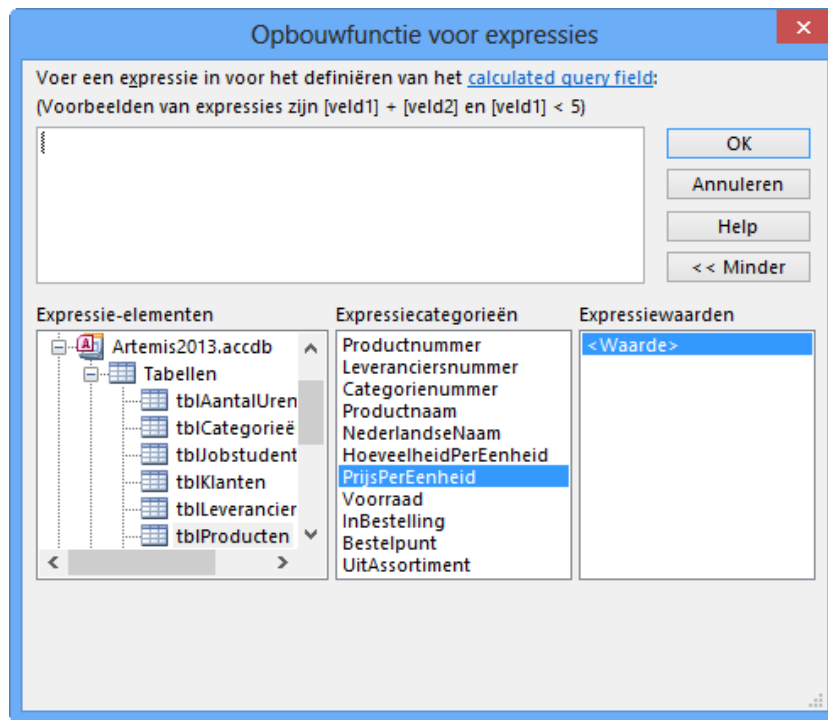 Opbouwfunctie voor expressies
Voer een expressie in voor het definiëren van het calculated query field:
(Voorbeelden van expressies zijn [veld1] + [veld2] en [veld1] < 5)
OK
Annuleren
Help
<< Minder
Expressie-elementen
Artemis2013.accdb
Tabellen
tblAantalUren
tblCategorieë
tblJobstudent
tblKlanten
tblLeverancier
tblProducten
Expressiecategorieën
Productnummer
Leveranciersnummer
Categorienummer
Productnaam
NederlandseNaam
HoeveelheidPerEenheid
PrijsPerEenheid
Voorraad
InBestelling
Bestelpunt
UitAssortiment
Expressiewaarden
<Waarde>